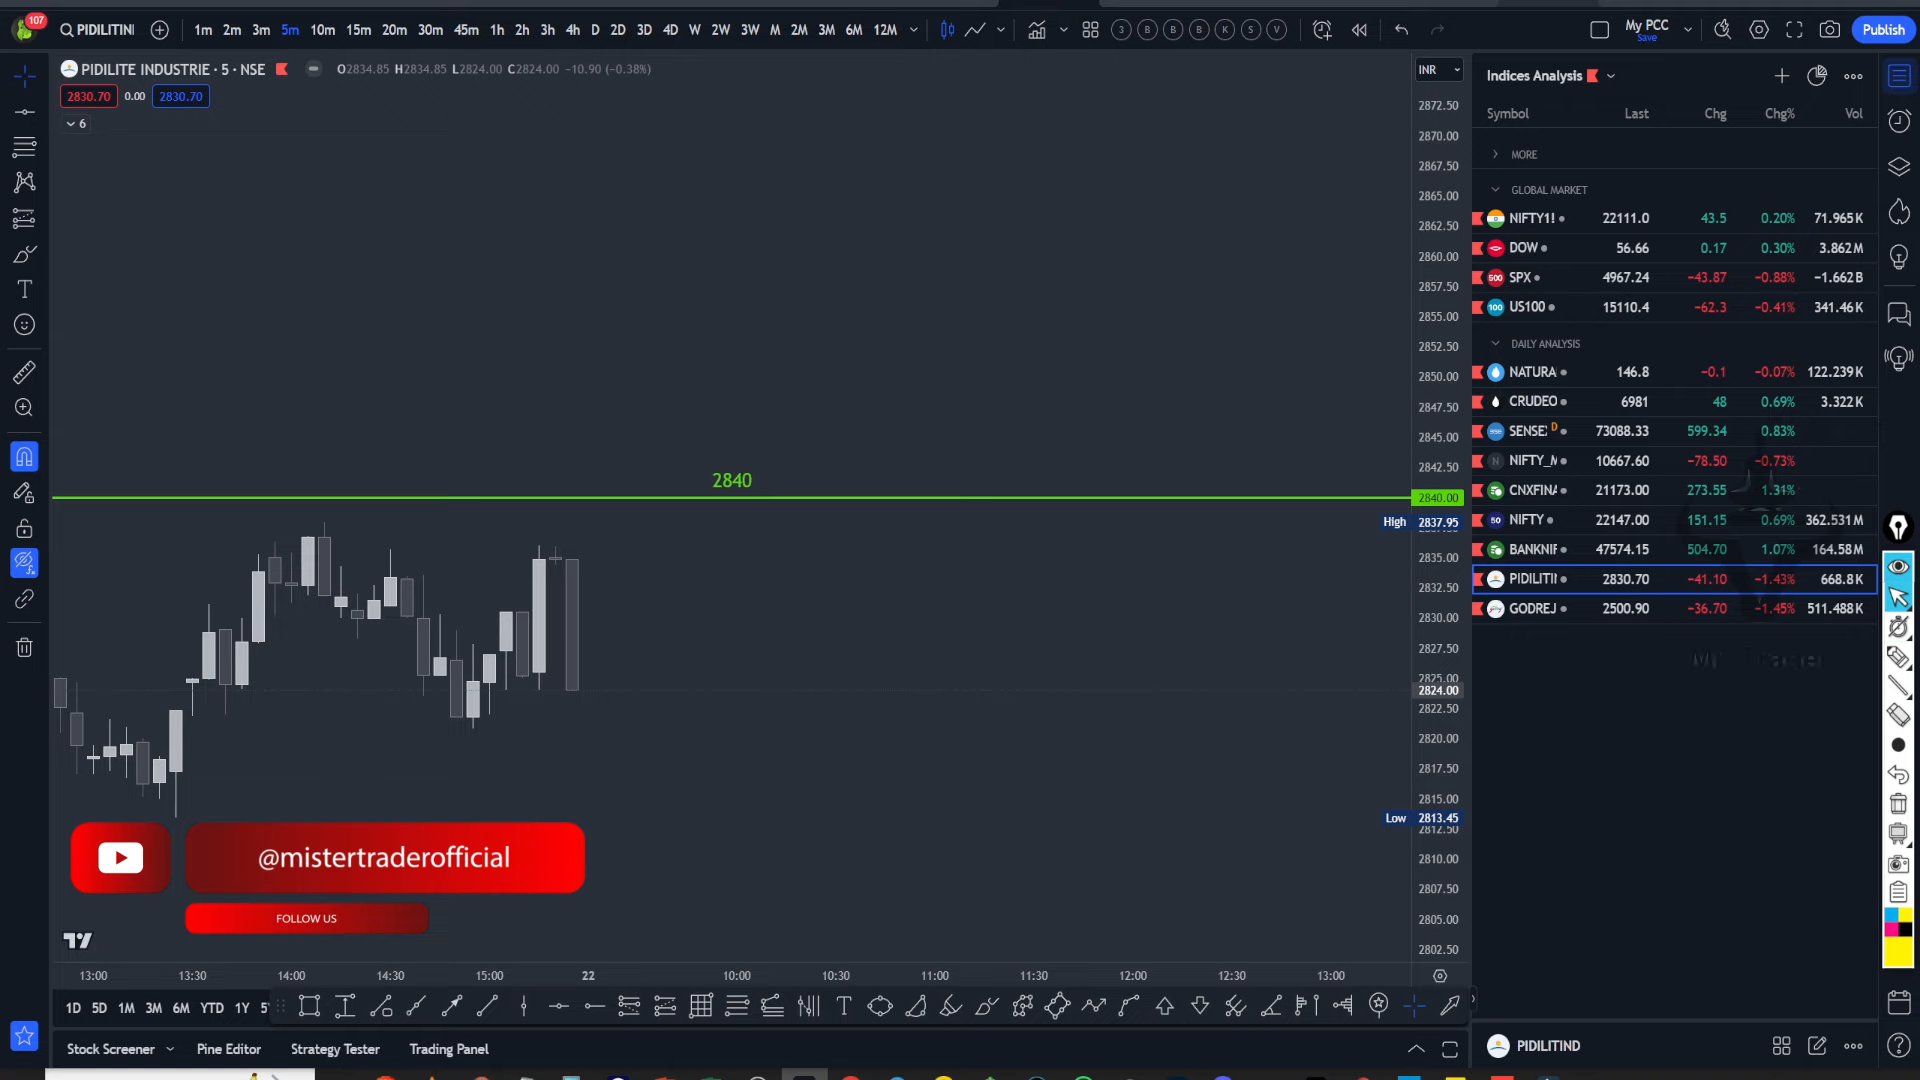 107 PIDILITIN 1m 2m 3m 5m 10m 15m 20m 30m 45m 1h 2h 3h 4h D 2D 3D 4D W 2W 3W M 2M 3M 6M 12M 3 B B B K S V My PCC Save Publish
PIDILITE INDUSTRIE · 5 · NSE O2834.85 H2834.85 L2824.00 C2824.00 −10.90 (−0.38%) INR
2830.70 0.00 2830.70
6
2840
2872.50
2870.00
2867.50
2865.00
2862.50
2860.00
2857.50
2855.00
2852.50
2850.00
2847.50
2845.00
2842.50
2840.00
High 2837.95
2835.00
2832.50
2830.00
2827.50
2825.00
2824.00
2822.50
2820.00
2817.50
2815.00
Low 2813.45
2812.50
2810.00
2807.50
2805.00
2802.50
@mistertraderofficial
FOLLOW US
13:00 13:30 14:00 14:30 15:00 22 10:00 10:30 11:00 11:30 12:00 12:30 13:00
1D 5D 1M 3M 6M YTD 1Y
Stock Screener Pine Editor Strategy Tester Trading Panel
Indices Analysis
Symbol Last Chg Chg% Vol
MORE
GLOBAL MARKET
NIFTY1! 22111.0 43.5 0.20% 71.965K
DOW 56.66 0.17 0.30% 3.862M
500 SPX 4967.24 −43.87 −0.88% −1.662B
100 US100 15110.4 −62.3 −0.41% 341.46K
DAILY ANALYSIS
NATURA 146.8 −0.1 −0.07% 122.239K
CRUDEO 6981 48 0.69% 3.322K
SENSE D 73088.33 599.34 0.83%
N NIFTY_M 10667.60 −78.50 −0.73%
CNXFINA 21173.00 273.55 1.31%
50 NIFTY 22147.00 151.15 0.69% 362.531M
BANKNIF 47574.15 504.70 1.07% 164.58M
PIDILITI 2830.70 −41.10 −1.43% 668.8K
GODREJ 2500.90 −36.70 −1.45% 511.488K
PIDILITIND